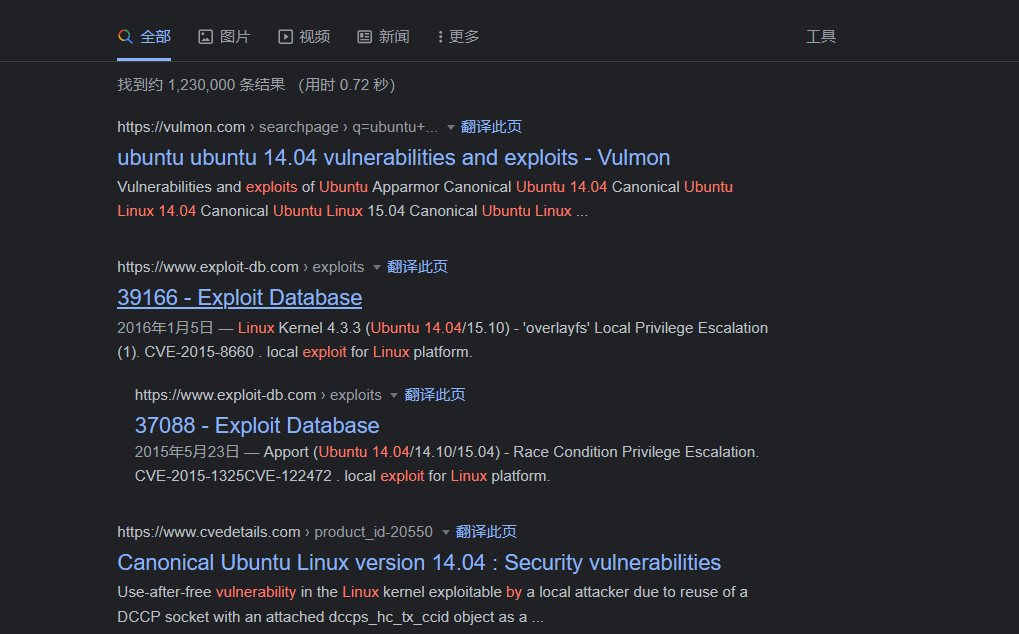 全部 图片 视频 新闻 更多 工具
找到约 1,230,000 条结果 （用时 0.72 秒）
https://vulmon.com › searchpage › q=ubuntu+... 翻译此页
ubuntu ubuntu 14.04 vulnerabilities and exploits - Vulmon
Vulnerabilities and exploits of Ubuntu Apparmor Canonical Ubuntu 14.04 Canonical Ubuntu
Linux 14.04 Canonical Ubuntu Linux 15.04 Canonical Ubuntu Linux ...
https://www.exploit-db.com › exploits 翻译此页
39166 - Exploit Database
2016年1月5日 — Linux Kernel 4.3.3 (Ubuntu 14.04/15.10) - 'overlayfs' Local Privilege Escalation
(1). CVE-2015-8660 . local exploit for Linux platform.
https://www.exploit-db.com › exploits 翻译此页
37088 - Exploit Database
2015年5月23日 — Apport (Ubuntu 14.04/14.10/15.04) - Race Condition Privilege Escalation.
CVE-2015-1325CVE-122472 . local exploit for Linux platform.
https://www.cvedetails.com › product_id-20550 翻译此页
Canonical Ubuntu Linux version 14.04 : Security vulnerabilities
Use-after-free vulnerability in the Linux kernel exploitable by a local attacker due to reuse of a
DCCP socket with an attached dccps_hc_tx_ccid object as a ...